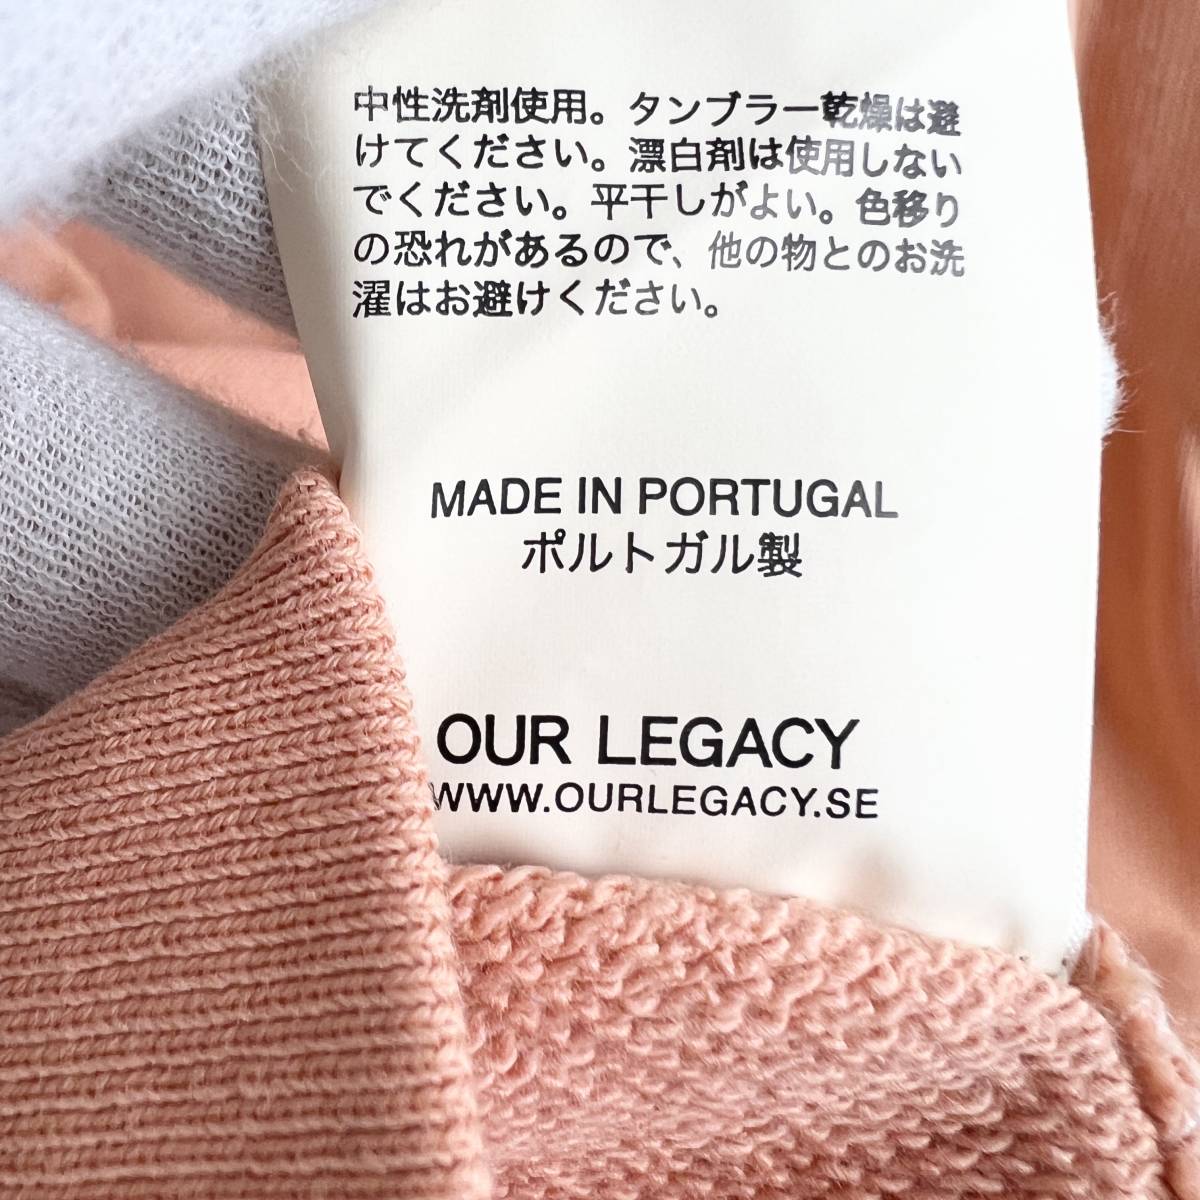 中性洗剤使用。タンブラー乾燥は避
けてください。漂白剤は使用しない
でください。平干しがよい。色移り
の恐れがあるので、他の物とのお洗
濯はお避けください。
MADE IN PORTUGAL
ポルトガル製
OUR LEGACY
WWW.OURLEGACY.SE